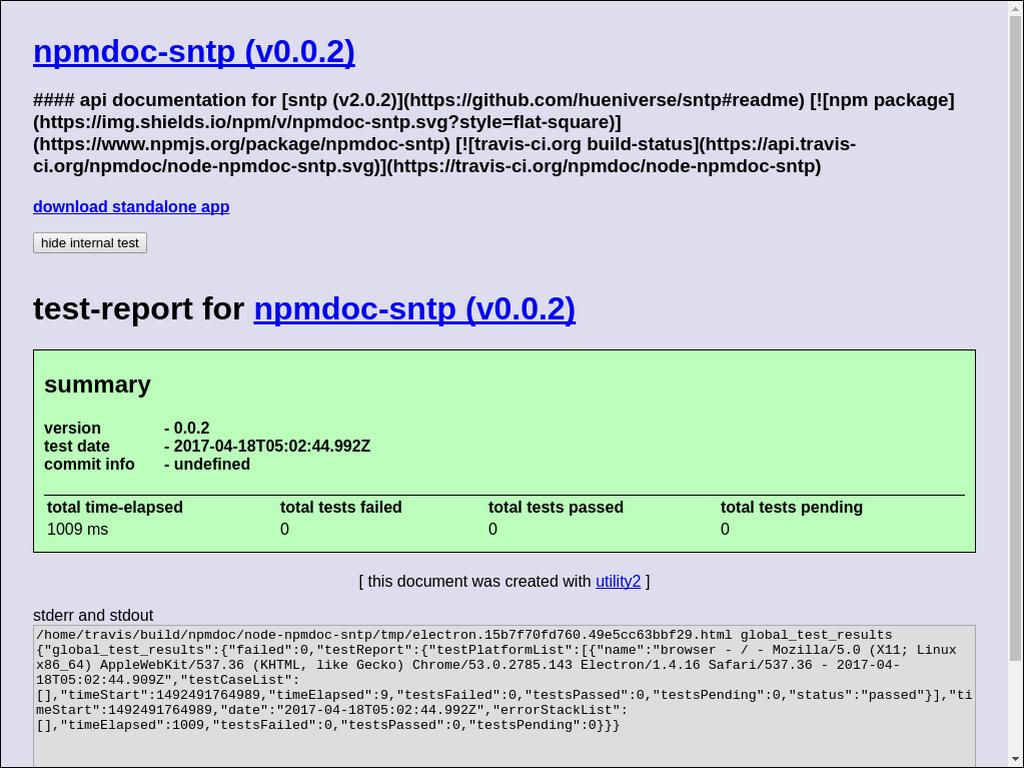 npmdoc-sntp (v0.0.2)
#### api documentation for [sntp (v2.0.2)](https://github.com/hueniverse/sntp#readme) [![npm package]
(https://img.shields.io/npm/v/npmdoc-sntp.svg?style=flat-square)]
(https://www.npmjs.org/package/npmdoc-sntp) [![travis-ci.org build-status](https://api.travis-
ci.org/npmdoc/node-npmdoc-sntp.svg)](https://travis-ci.org/npmdoc/node-npmdoc-sntp)
download standalone app
hide internal test
test-report for npmdoc-sntp (v0.0.2)
summary
version - 0.0.2
test date - 2017-04-18T05:02:44.992Z
commit info - undefined
total time-elapsed total tests failed total tests passed total tests pending
1009 ms 0 0 0
[ this document was created with utility2 ]
stderr and stdout
/home/travis/build/npmdoc/node-npmdoc-sntp/tmp/electron.15b7f70fd760.49e5cc63bbf29.html global_test_results
{"global_test_results":{"failed":0,"testReport":{"testPlatformList":[{"name":"browser - / - Mozilla/5.0 (X11; Linux
x86_64) AppleWebKit/537.36 (KHTML, like Gecko) Chrome/53.0.2785.143 Electron/1.4.16 Safari/537.36 - 2017-04-
18T05:02:44.909Z","testCaseList":
[],"timeStart":1492491764989,"timeElapsed":9,"testsFailed":0,"testsPassed":0,"testsPending":0,"status":"passed"}],"ti
meStart":1492491764989,"date":"2017-04-18T05:02:44.992Z","errorStackList":
[],"timeElapsed":1009,"testsFailed":0,"testsPassed":0,"testsPending":0}}}